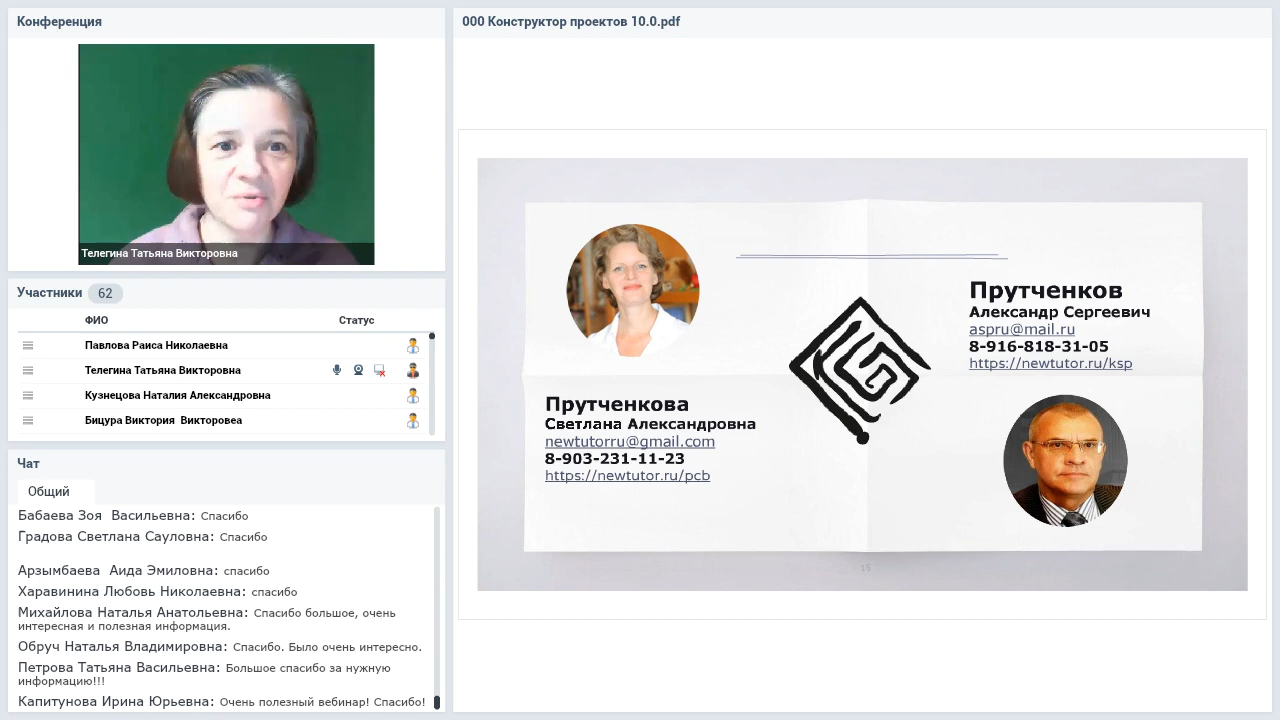 Конференция
Телегина Татьяна Викторовна
Участники 62
ФИО Статус
Павлова Раиса Николаевна
Телегина Татьяна Викторовна
Кузнецова Наталия Александровна
Бицура Виктория  Викторовеа
Чат
Общий
Бабаева Зоя  Васильевна: Спасибо
Градова Светлана Сауловна: Спасибо
Арзымбаева  Аида Эмиловна: спасибо
Харавинина Любовь Николаевна: спасибо
Михайлова Наталья Анатольевна: Спасибо большое, очень
интересная и полезная информация.
Обруч Наталья Владимировна: Спасибо. Было очень интересно.
Петрова Татьяна Васильевна: Большое спасибо за нужную
информацию!!!
Капитунова Ирина Юрьевна: Очень полезный вебинар! Спасибо!
000 Конструктор проектов 10.0.pdf
Прутченков
Александр Сергеевич
aspru@mail.ru
8-916-818-31-05
https://newtutor.ru/ksp
Прутченкова
Светлана Александровна
newtutorru@gmail.com
8-903-231-11-23
https://newtutor.ru/pcb
15